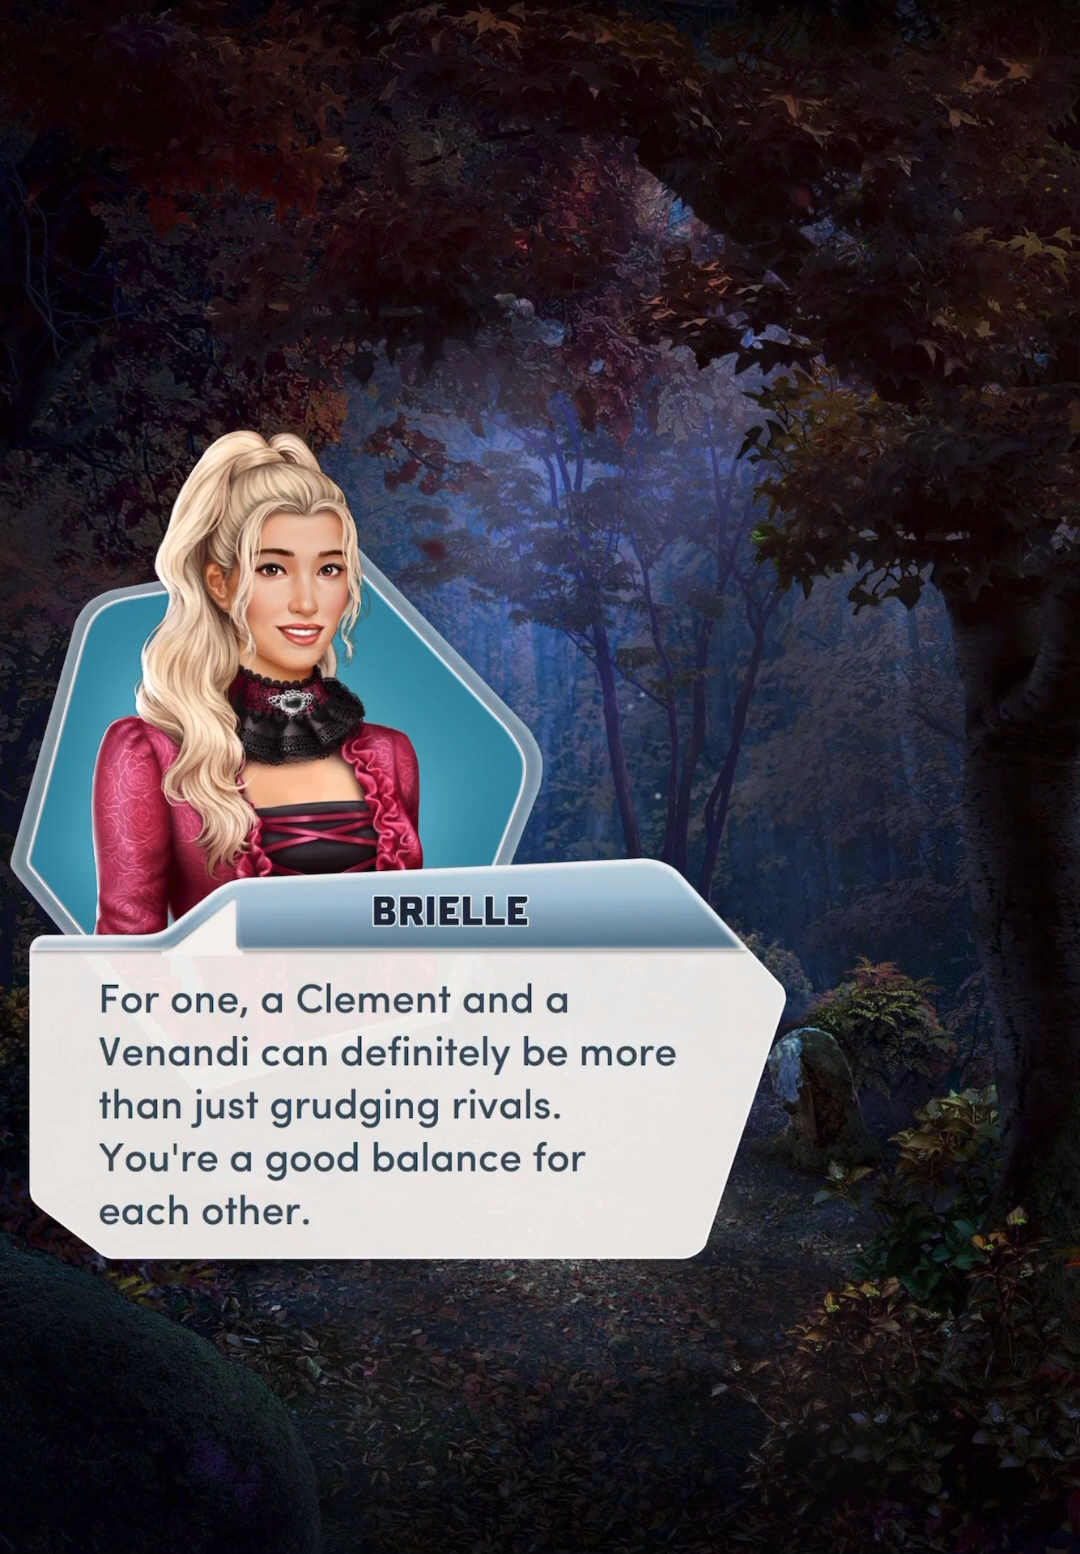 BRIELLE
For one, a Clement and a
Venandi can definitely be more
than just grudging rivals.
You're a good balance for
each other.